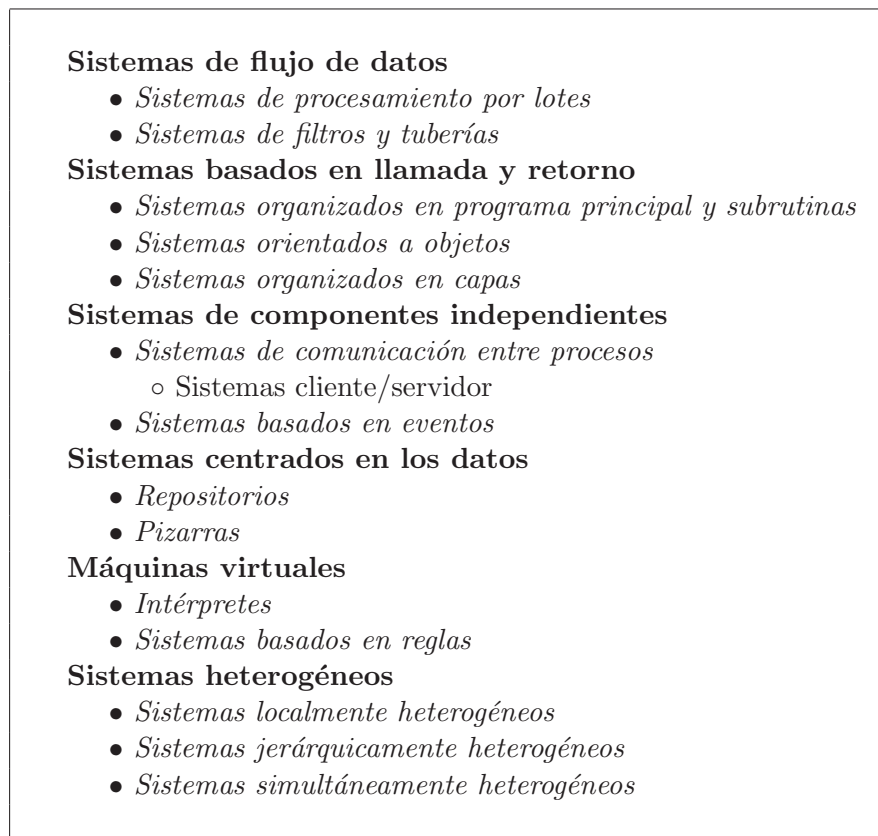 Sistemas de flujo de datos
• Sistemas de procesamiento por lotes
• Sistemas de filtros y tuberías
Sistemas basados en llamada y retorno
• Sistemas organizados en programa principal y subrutinas
• Sistemas orientados a objetos
• Sistemas organizados en capas
Sistemas de componentes independientes
• Sistemas de comunicación entre procesos
◦ Sistemas cliente/servidor
• Sistemas basados en eventos
Sistemas centrados en los datos
• Repositorios
• Pizarras
Máquinas virtuales
• Intérpretes
• Sistemas basados en reglas
Sistemas heterogéneos
• Sistemas localmente heterogéneos
• Sistemas jerárquicamente heterogéneos
• Sistemas simultáneamente heterogéneos